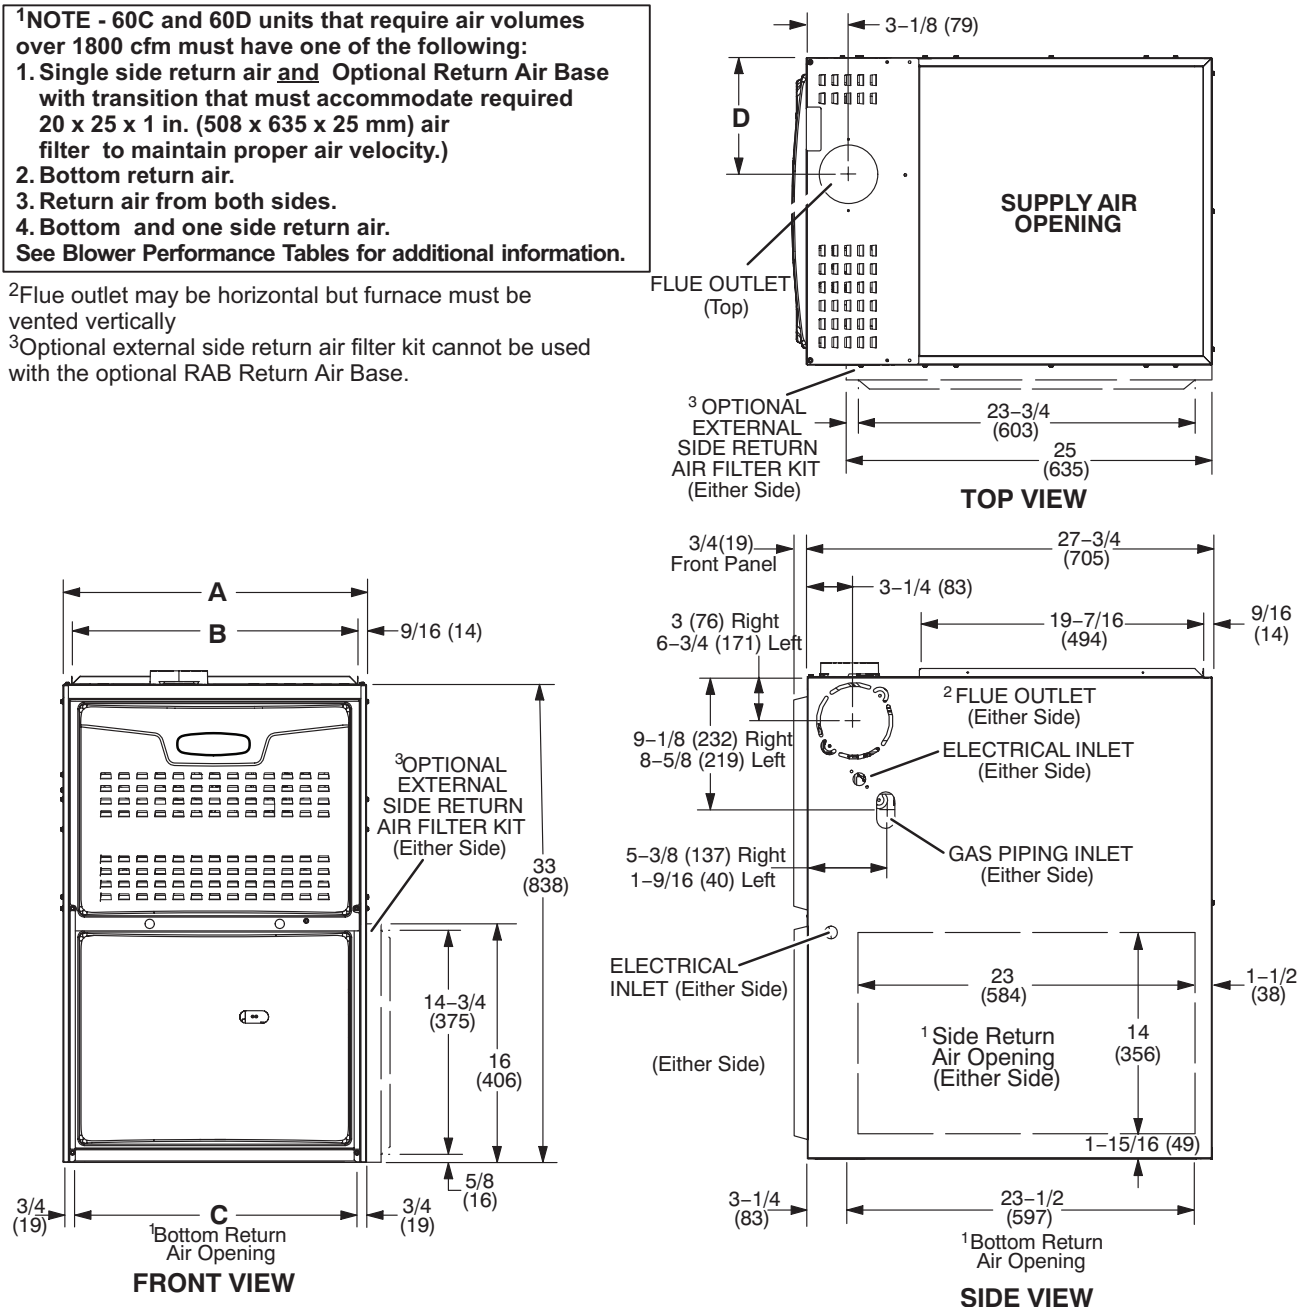 ¹NOTE - 60C and 60D units that require air volumes
over 1800 cfm must have one of the following:
1. Single side return air and Optional Return Air Base
with transition that must accommodate required
20 x 25 x 1 in. (508 x 635 x 25 mm) air
filter to maintain proper air velocity.)
2. Bottom return air.
3. Return air from both sides.
4. Bottom and one side return air.
See Blower Performance Tables for additional information.
²Flue outlet may be horizontal but furnace must be
vented vertically
³Optional external side return air filter kit cannot be used
with the optional RAB Return Air Base.
3–1/8 (79)
D
SUPPLY AIR
OPENING
FLUE OUTLET
(Top)
³ OPTIONAL
EXTERNAL
SIDE RETURN
AIR FILTER KIT
(Either Side)
23–3/4
(603)
25
(635)
TOP VIEW
A
B
9/16 (14)
³OPTIONAL
EXTERNAL
SIDE RETURN
AIR FILTER KIT
(Either Side)
33
(838)
14–3/4
(375)
16
(406)
5/8
(16)
3/4
(19)
C
3/4
(19)
¹Bottom Return
Air Opening
FRONT VIEW
3/4(19)
Front Panel
27–3/4
(705)
3–1/4 (83)
3 (76) Right
6–3/4 (171) Left
19–7/16
(494)
9/16
(14)
² FLUE OUTLET
(Either Side)
9–1/8 (232) Right
8–5/8 (219) Left
ELECTRICAL INLET
(Either Side)
5–3/8 (137) Right
1–9/16 (40) Left
GAS PIPING INLET
(Either Side)
ELECTRICAL
INLET (Either Side)
23
(584)
1–1/2
(38)
¹ Side Return
Air Opening
(Either Side)
14
(356)
(Either Side)
1–15/16 (49)
3–1/4
(83)
23–1/2
(597)
¹Bottom Return
Air Opening
SIDE VIEW